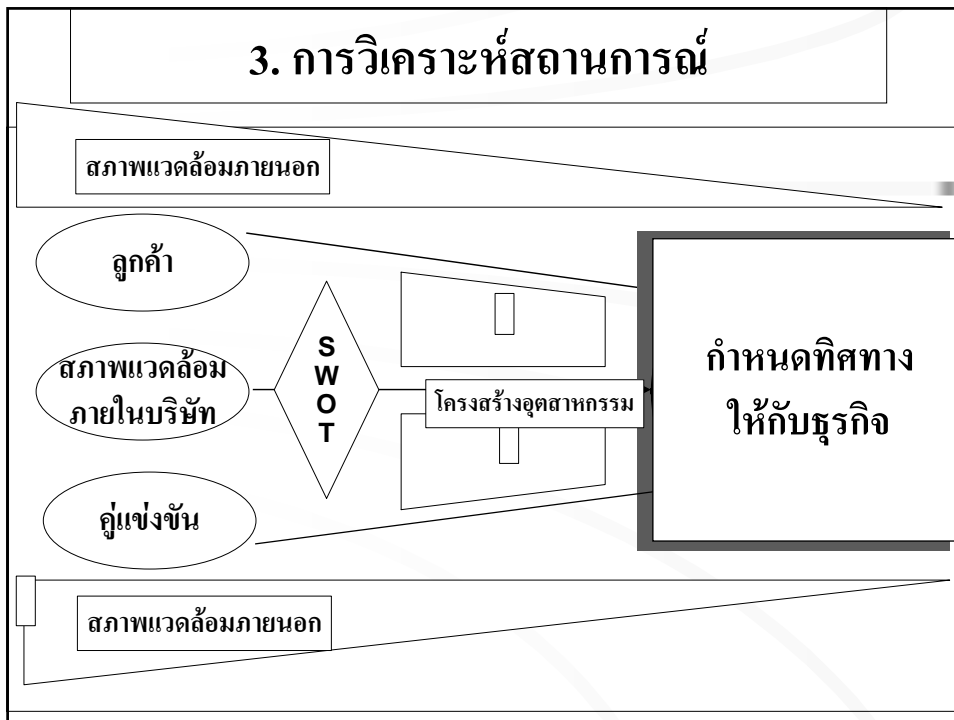 3. การวิเคราะห์สถานการณ์
สภาพแวดล้อมภายนอก
ลูกค้า
สภาพแวดล้อม
ภายในบริษัท
คู่แข่งขัน
S
W
O
T
โครงสร้างอุตสาหกรรม
กำหนดทิศทาง
ให้กับธุรกิจ
สภาพแวดล้อมภายนอก